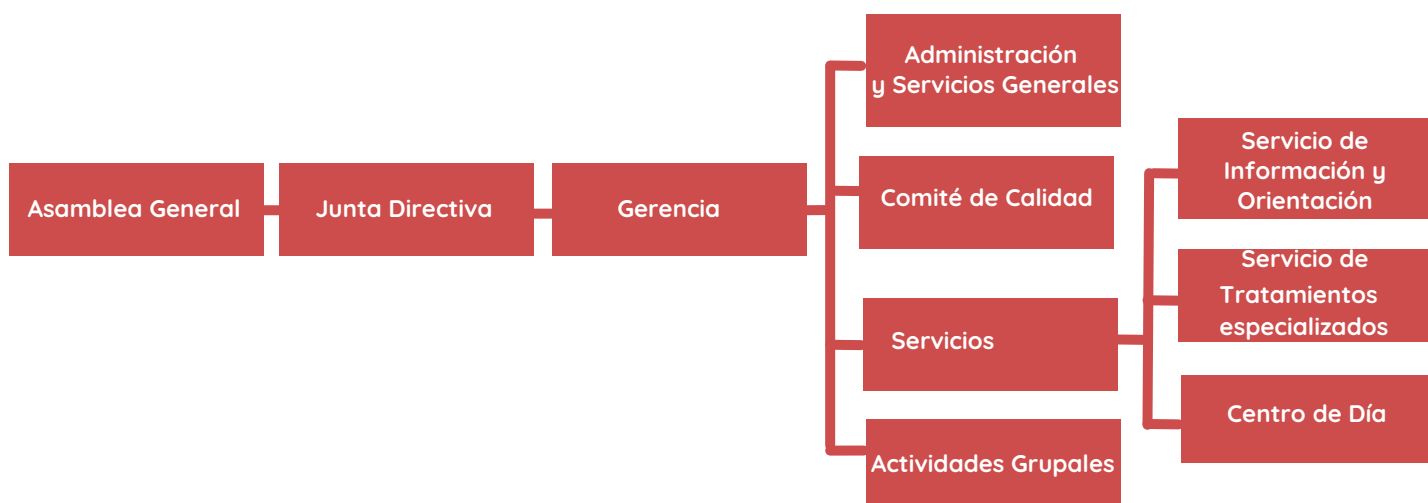 Asamblea General
Junta Directiva
Gerencia
Administración
y Servicios Generales
Comité de Calidad
Servicios
Actividades Grupales
Servicio de
Información y
Orientación
Servicio de
Tratamientos
especializados
Centro de Día